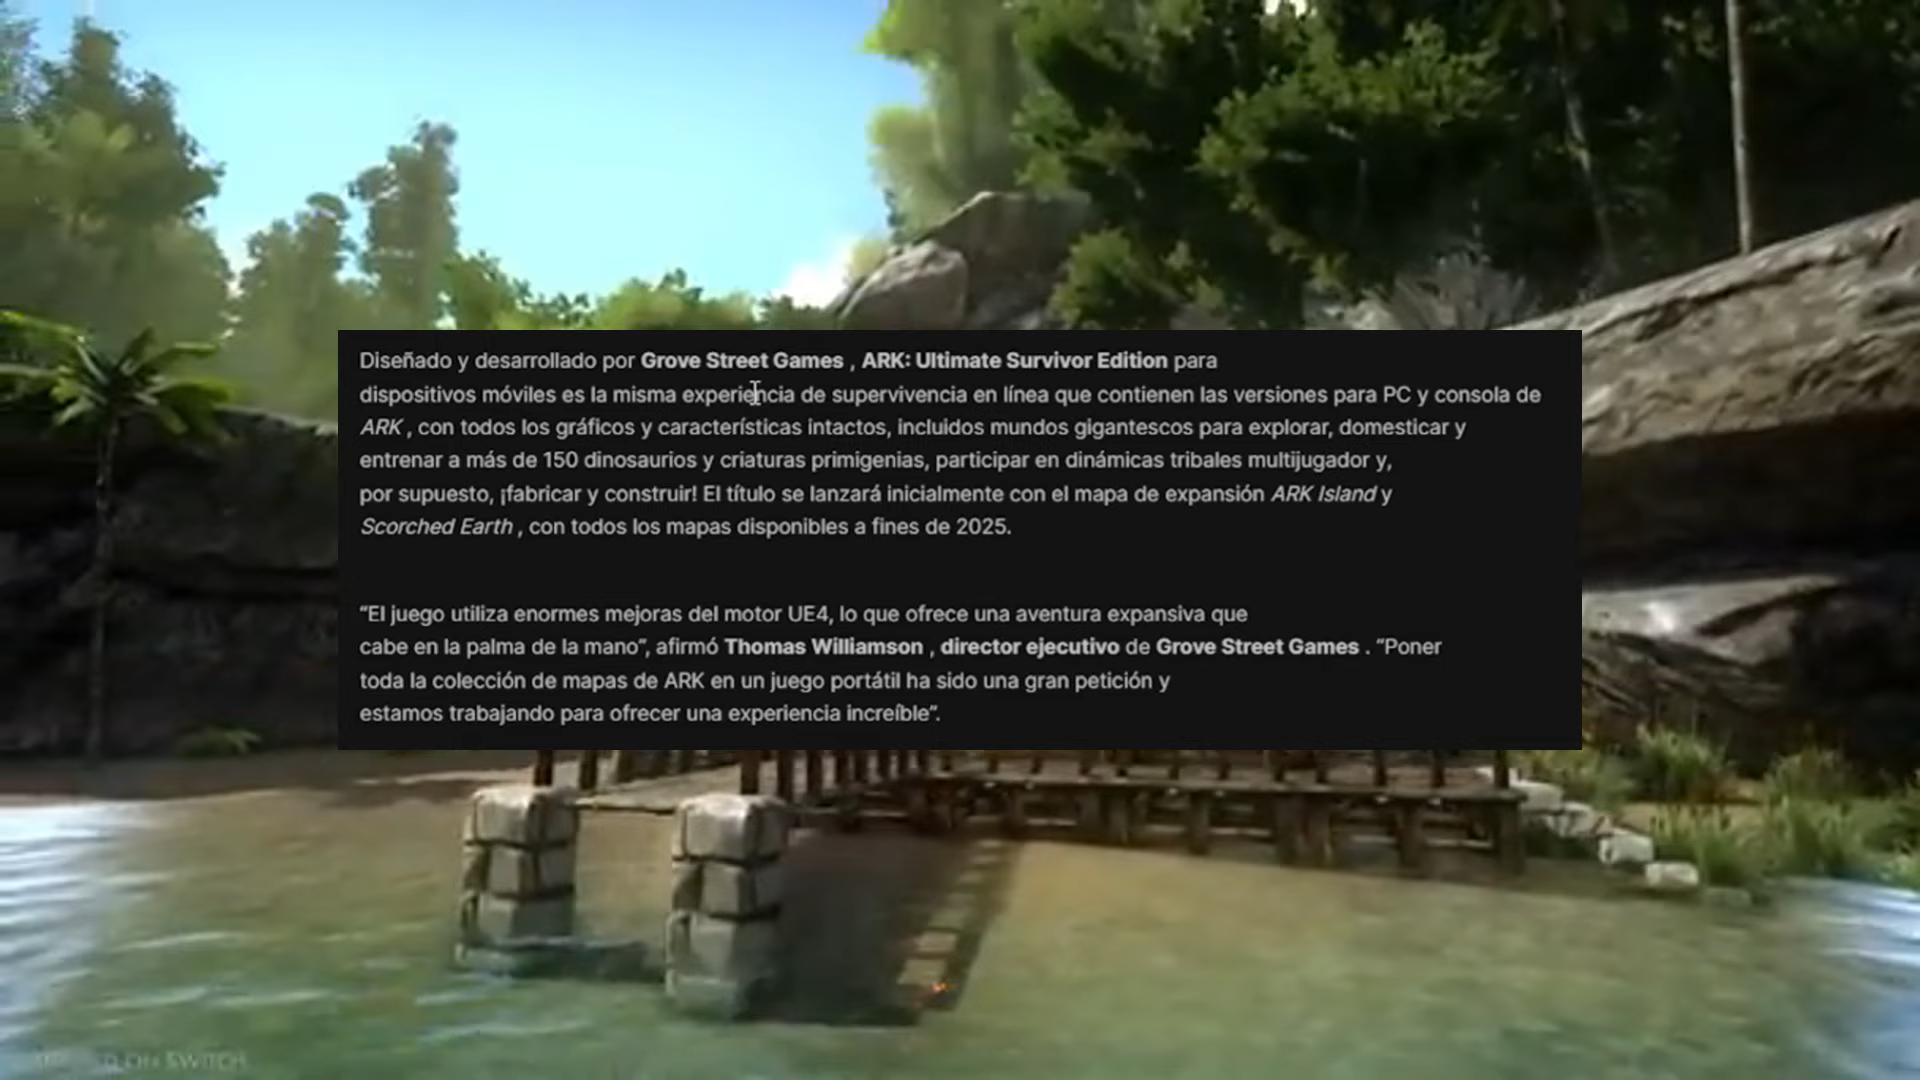 Diseñado y desarrollado por Grove Street Games , ARK: Ultimate Survivor Edition para
dispositivos móviles es la misma experiencia de supervivencia en línea que contienen las versiones para PC y consola de
ARK , con todos los gráficos y características intactos, incluidos mundos gigantescos para explorar, domesticar y
entrenar a más de 150 dinosaurios y criaturas primigenias, participar en dinámicas tribales multijugador y,
por supuesto, ¡fabricar y construir! El título se lanzará inicialmente con el mapa de expansión ARK Island y
Scorched Earth , con todos los mapas disponibles a fines de 2025.
“El juego utiliza enormes mejoras del motor UE4, lo que ofrece una aventura expansiva que
cabe en la palma de la mano”, afirmó Thomas Williamson , director ejecutivo de Grove Street Games . “Poner
toda la colección de mapas de ARK en un juego portátil ha sido una gran petición y
estamos trabajando para ofrecer una experiencia increíble”.
SWITCH